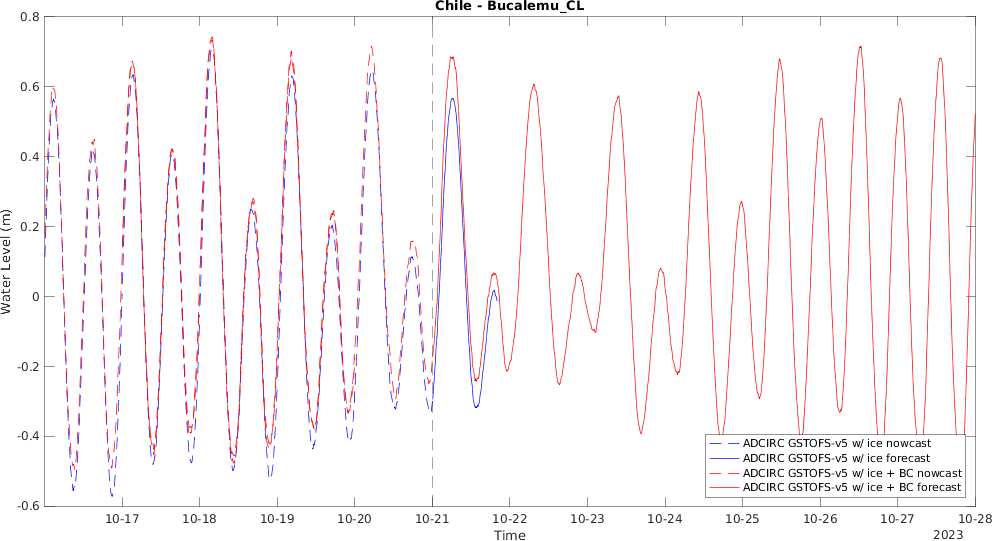 Chile - Bucalemu_CL
0.8
0.6
0.4
0.2
0
-0.2
-0.4
-0.6
Water Level (m)
ADCIRC GSTOFS-v5 w/ ice nowcast
ADCIRC GSTOFS-v5 w/ ice forecast
ADCIRC GSTOFS-v5 w/ ice + BC nowcast
ADCIRC GSTOFS-v5 w/ ice + BC forecast
10-17 10-18 10-19 10-20 10-21 10-22 10-23 10-24 10-25 10-26 10-27 10-28
Time
2023